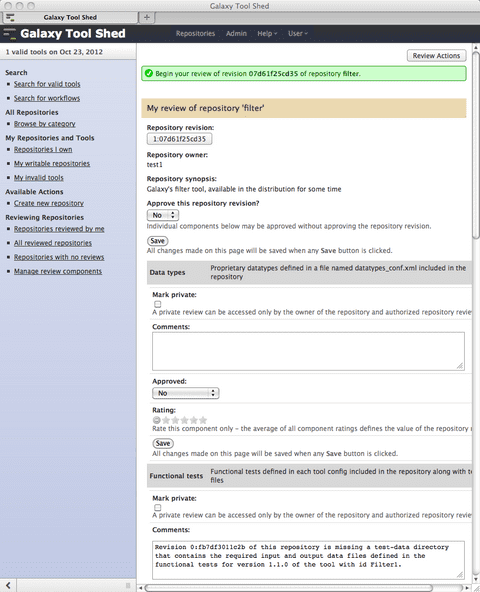 Galaxy Tool Shed
Galaxy Tool Shed
Galaxy Tool Shed
Repositories Admin Help User
1 valid tools on Oct 23, 2012
Search
Search for valid tools
Search for workflows
All Repositories
Browse by category
My Repositories and Tools
Repositories I own
My writable repositories
My invalid tools
Available Actions
Create new repository
Reviewing Repositories
Repositories reviewed by me
All reviewed repositories
Repositories with no reviews
Manage review components
Review Actions
Begin your review of revision 07d61f25cd35 of repository filter.
My review of repository 'filter'
Repository revision:
1:07d61f25cd35
Repository owner:
test1
Repository synopsis:
Galaxy's filter tool, available in the distribution for some time
Approve this repository revision?
No
Individual components below may be approved without approving the repository revision.
Save
All changes made on this page will be saved when any Save button is clicked.
Data types
Proprietary datatypes defined in a file named datatypes_conf.xml included in the
repository
Mark private:
A private review can be accessed only by the owner of the repository and authorized repository revie
Comments:
Approved:
No
Rating:
Rate this component only - the average of all component ratings defines the value of the repository r
Save
All changes made on this page will be saved when any Save button is clicked.
Functional tests
Functional tests defined in each tool config included in the repository along with te
files
Mark private:
A private review can be accessed only by the owner of the repository and authorized repository revie
Comments:
Revision 0:fb7df3011c2b of this repository is missing a test-data directory
that contains the required input and output data files defined in the
functional tests for version 1.1.0 of the tool with id Filter1.